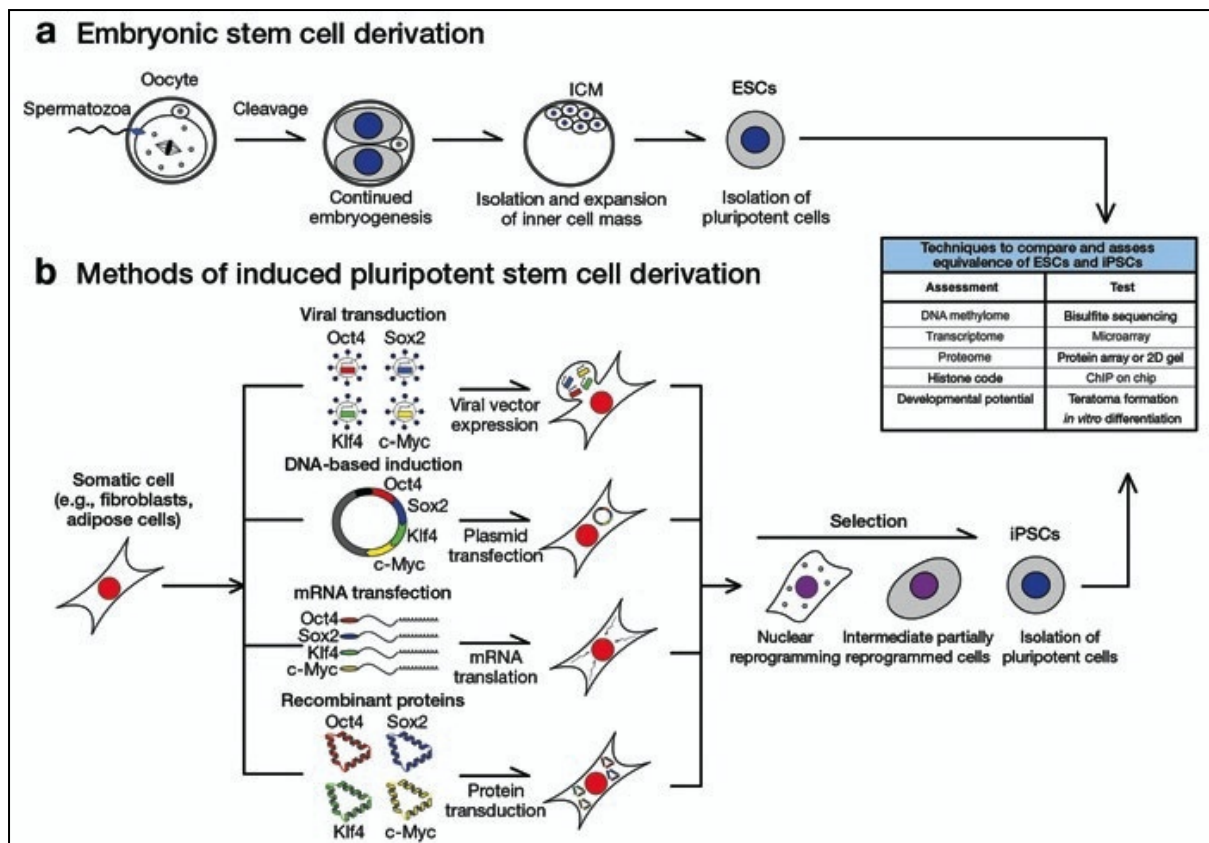 a Embryonic stem cell derivation
Oocyte
Spermatozoa
Cleavage
ICM
ESCs
Continued
embryogenesis
Isolation and expansion
of inner cell mass
Isolation of
pluripotent cells
Techniques to compare and assess
equivalence of ESCs and iPSCs
Assessment Test
DNA methylome Bisulfite sequencing
Transcriptome Microarray
Proteome Protein array or 2D gel
Histone code ChIP on chip
Developmental potential Teratoma formation
in vitro differentiation
b Methods of induced pluripotent stem cell derivation
Viral transduction
Oct4 Sox2
Klf4 c-Myc
Viral vector
expression
DNA-based induction
Oct4
Sox2
Klf4
c-Myc
Plasmid
transfection
Somatic cell
(e.g., fibroblasts,
adipose cells)
mRNA transfection
Oct4
Sox2
Klf4
c-Myc
mRNA
translation
Recombinant proteins
Oct4 Sox2
Klf4 c-Myc
Protein
transduction
Selection
iPSCs
Nuclear
reprogramming
Intermediate partially
reprogrammed cells
Isolation of
pluripotent cells